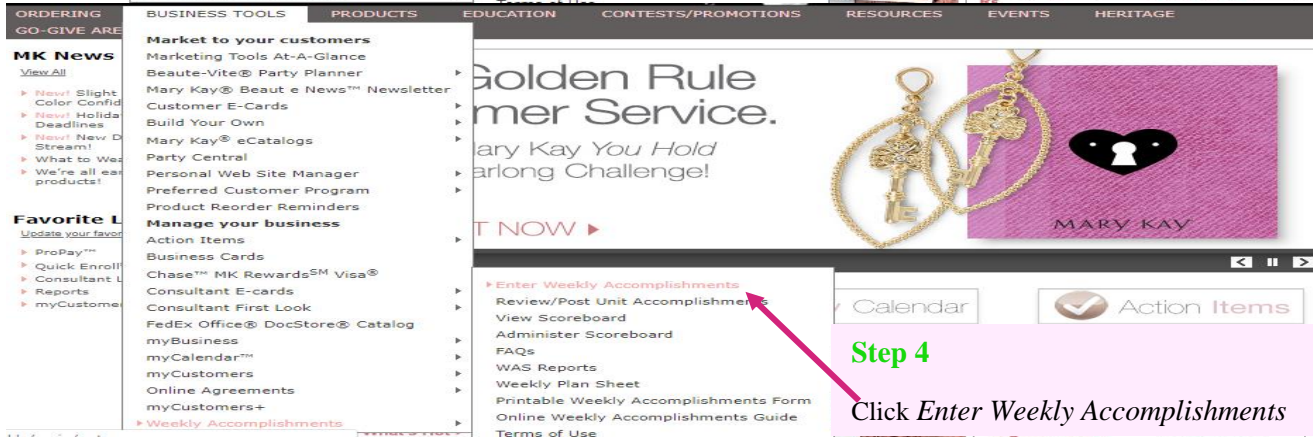 Terms of Use
ORDERING BUSINESS TOOLS PRODUCTS EDUCATION CONTESTS/PROMOTIONS RESOURCES EVENTS HERITAGE
GO-GIVE ARE
MK News
View All
New! Slight
Color Confid
New! Holida
Deadlines
New! New D
Stream!
What to Wea
We're all ear
products!
Favorite L
Update your favor
ProPay™
Quick Enroll
Consultant L
Reports
myCustomer
Market to your customers
Marketing Tools At-A-Glance
Beaute-Vite® Party Planner
Mary Kay® Beaut e News™ Newsletter
Customer E-Cards
Build Your Own
Mary Kay® eCatalogs
Party Central
Personal Web Site Manager
Preferred Customer Program
Product Reorder Reminders
Manage your business
Action Items
Business Cards
Chase™ MK Rewards℠ Visa®
Consultant E-cards
Consultant First Look
FedEx Office® DocStore® Catalog
myBusiness
myCalendar™
myCustomers
Online Agreements
myCustomers+
Weekly Accomplishments
What's Hot
Enter Weekly Accomplishments
Review/Post Unit Accomplishments
View Scoreboard
Administer Scoreboard
FAQs
WAS Reports
Weekly Plan Sheet
Printable Weekly Accomplishments Form
Online Weekly Accomplishments Guide
Terms of Use
Golden Rule
mer Service.
ary Kay You Hold
arlong Challenge!
T NOW
MARY KAY
Calendar
Action Items
Step 4
Click Enter Weekly Accomplishments